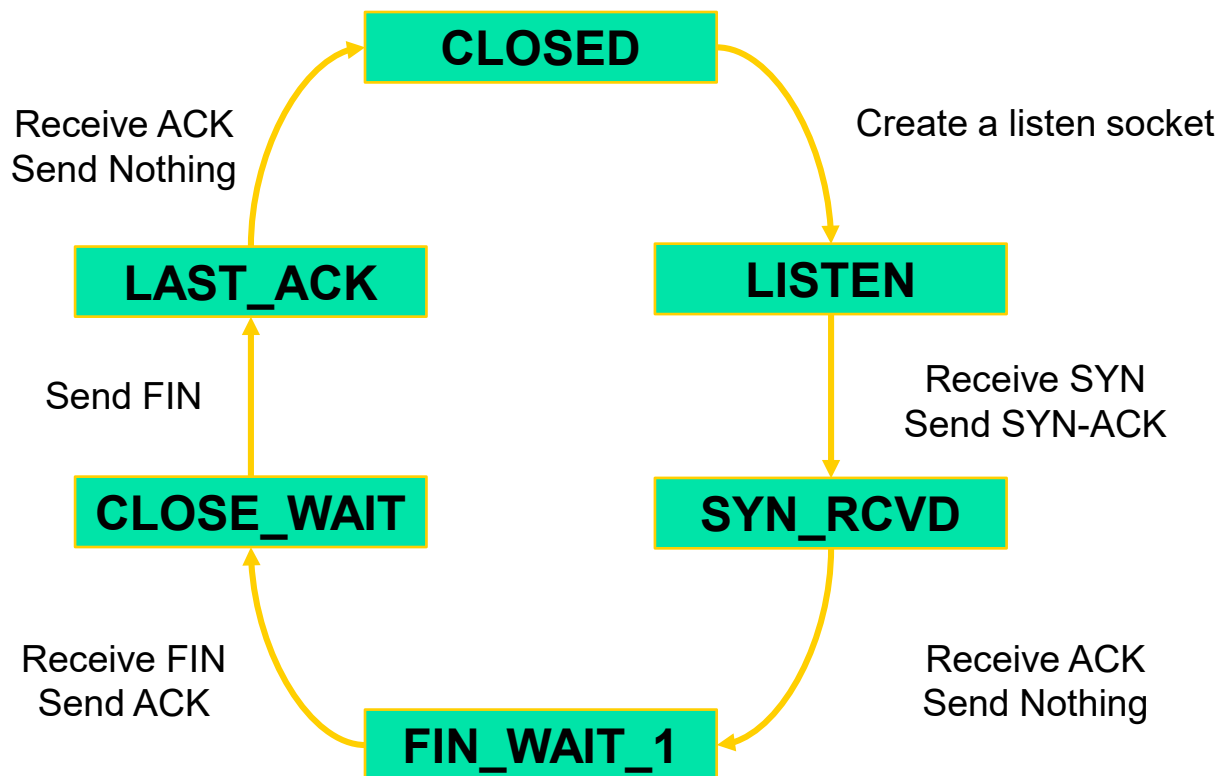 CLOSED
Create a listen socket
LISTEN
Receive SYN
Send SYN-ACK
SYN_RCVD
Receive ACK
Send Nothing
FIN_WAIT_1
Receive FIN
Send ACK
CLOSE_WAIT
Send FIN
LAST_ACK
Receive ACK
Send Nothing